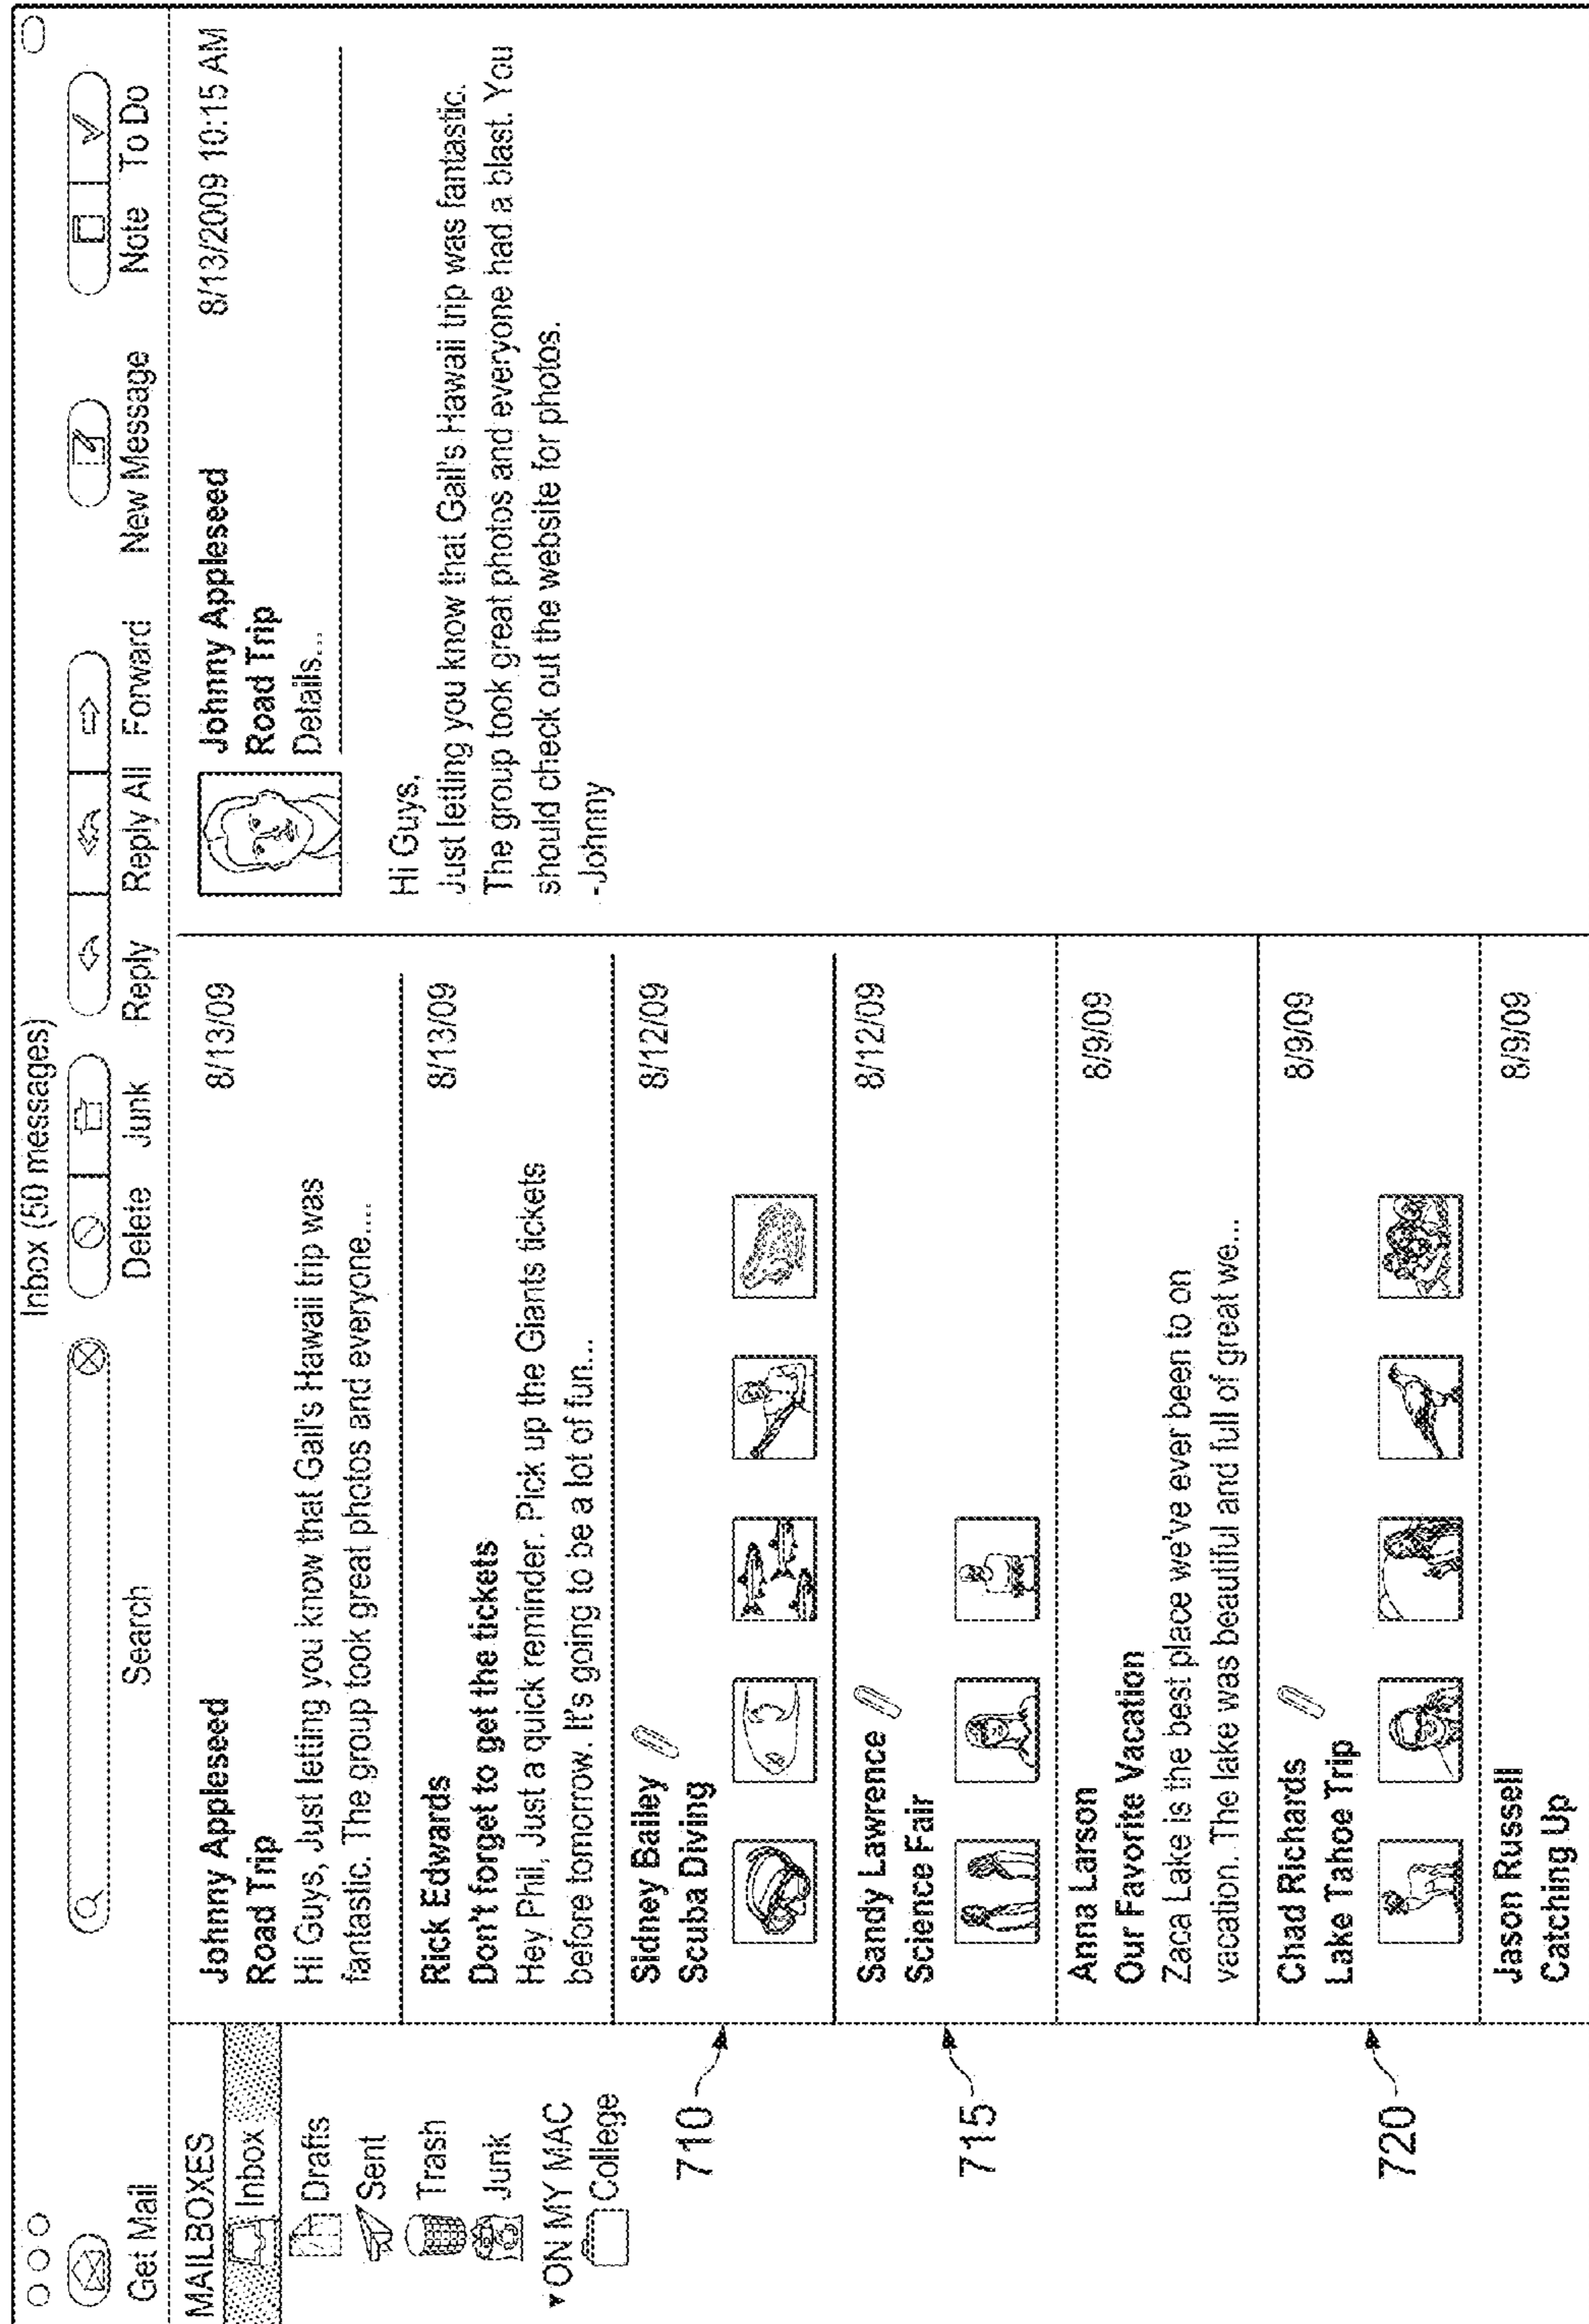 Inbox (50 messages)
Get Mail
Search
Delete Junk
Reply Reply All Forward
New Message
Note To Do
MAILBOXES
Inbox
Drafts
Sent
Trash
Junk
▾ ON MY MAC
College
710
715
720
Johnny Appleseed 8/13/09
Road Trip
Hi Guys, Just letting you know that Gail's Hawaii trip was
fantastic. The group took great photos and everyone....
Rick Edwards 8/13/09
Don't forget to get the tickets
Hey Phil, Just a quick reminder. Pick up the Giants tickets
before tomorrow. It's going to be a lot of fun...
Sidney Bailey 8/12/09
Scuba Diving
Sandy Lawrence 8/12/09
Science Fair
Anna Larson 8/9/09
Our Favorite Vacation
Zaca Lake is the best place we've ever been to on
vacation. The lake was beautiful and full of great we...
Chad Richards 8/9/09
Lake Tahoe Trip
Jason Russell 8/9/09
Catching Up
Johnny Appleseed 8/13/2009 10:15 AM
Road Trip
Details...
Hi Guys,
Just letting you know that Gail's Hawaii trip was fantastic.
The group took great photos and everyone had a blast. You
should check out the website for photos.
-Johnny